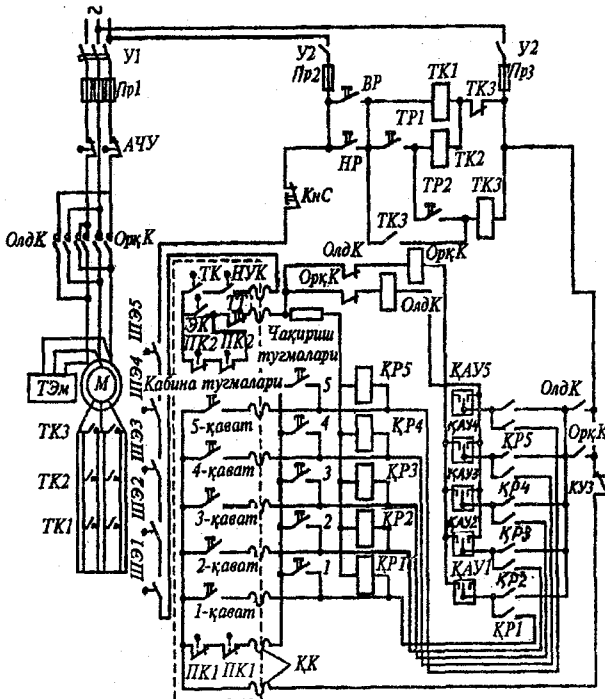 ~
У1
У2
У2
Пр1
Пр2
Пр3
ВР
ТК1
ТК3
ТР1
АЧУ
НР
ТК2
ТР2
ТК3
КнС
ТК3
ОлдК
ОрқК
ОлдК
ОрқК
ТК
НУК
ОрқК
ОлдК
ЭК
ПК2
ПК2
Чақириш
тугмалари
ШЭ5
ШЭ4
ШЭ3
ШЭ2
ШЭ1
ТЭм
М
Кабина тугмалари
5
ҚР5
ҚАУ5
ОлдК
5-қават
4
ҚР4
ҚАУ4
ҚР5
ОрқК
4-қават
3
ҚР3
ҚАУ3
ҚР4
КУЗ
3-қават
2
ҚР2
ҚАУ2
ҚР3
2-қават
1
ҚР1
ҚАУ1
ҚР2
1-қават
ҚР1
ТК3
ТК2
ТК1
ПК1
ПК1
ҚК